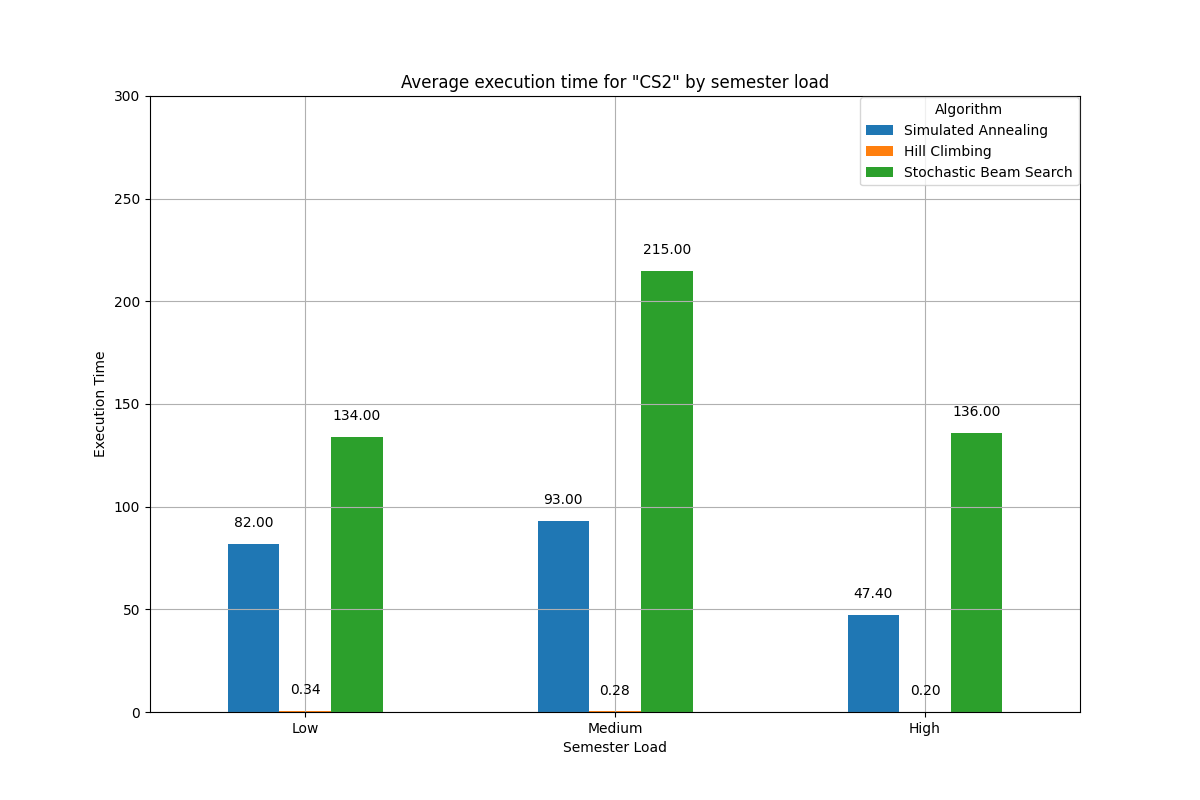 Average execution time for "CS2" by semester load
Algorithm
Simulated Annealing
Hill Climbing
Stochastic Beam Search
Execution Time
300
250
200
150
100
50
0
82.00
0.34
134.00
93.00
0.28
215.00
47.40
0.20
136.00
Low
Medium
High
Semester Load